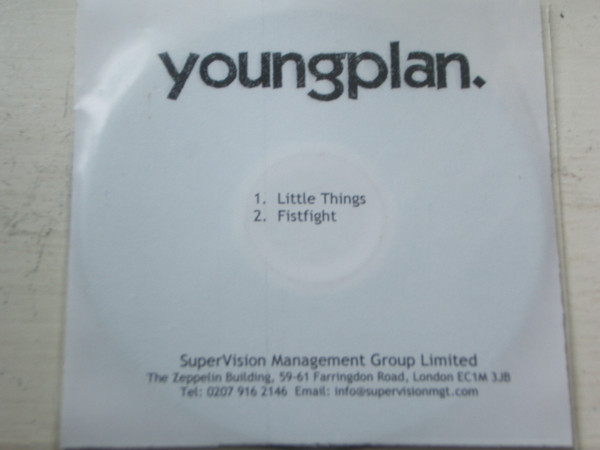 youngplan.
1. Little Things
2. Fistfight
SuperVision Management Group Limited
The Zeppelin Building, 59-61 Farringdon Road, London EC1M 3JB
Tel: 0207 916 2146 Email: info@supervisionmgt.com